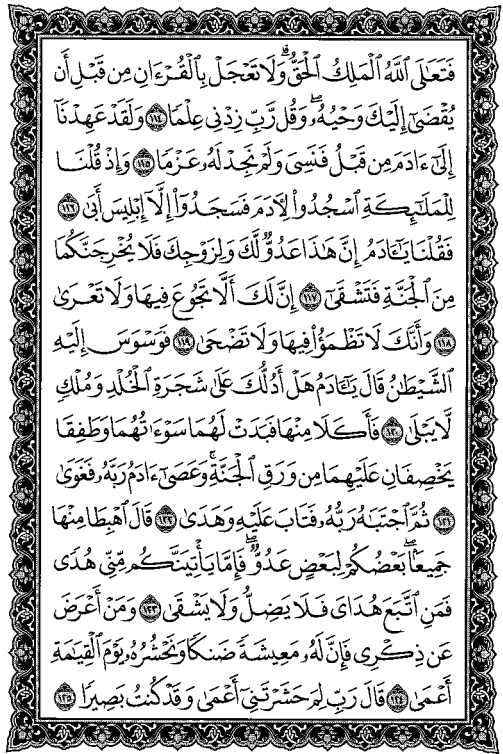 فَتَعَٰلَى ٱللَّهُ ٱلْمَلِكُ ٱلْحَقُّ ۗ وَلَا تَعْجَلْ بِٱلْقُرْءَانِ مِن قَبْلِ أَن
يُقْضَىٰٓ إِلَيْكَ وَحْيُهُۥ ۖ وَقُل رَّبِّ زِدْنِى عِلْمًا ١١٤ وَلَقَدْ عَهِدْنَآ
إِلَىٰٓ ءَادَمَ مِن قَبْلُ فَنَسِىَ وَلَمْ نَجِدْ لَهُۥ عَزْمًا ١١٥ وَإِذْ قُلْنَا
لِلْمَلَٰٓئِكَةِ ٱسْجُدُوا۟ لِءَادَمَ فَسَجَدُوٓا۟ إِلَّآ إِبْلِيسَ أَبَىٰ ١١٦
فَقُلْنَا يَٰٓـَٔادَمُ إِنَّ هَٰذَا عَدُوٌّ لَّكَ وَلِزَوْجِكَ فَلَا يُخْرِجَنَّكُمَا
مِنَ ٱلْجَنَّةِ فَتَشْقَىٰٓ ١١٧ إِنَّ لَكَ أَلَّا تَجُوعَ فِيهَا وَلَا تَعْرَىٰ
١١٨ وَأَنَّكَ لَا تَظْمَؤُا۟ فِيهَا وَلَا تَضْحَىٰ ١١٩ فَوَسْوَسَ إِلَيْهِ
ٱلشَّيْطَٰنُ قَالَ يَٰٓـَٔادَمُ هَلْ أَدُلُّكَ عَلَىٰ شَجَرَةِ ٱلْخُلْدِ وَمُلْكٍ
لَّا يَبْلَىٰ ١٢٠ فَأَكَلَا مِنْهَا فَبَدَتْ لَهُمَا سَوْءَٰتُهُمَا وَطَفِقَا
يَخْصِفَانِ عَلَيْهِمَا مِن وَرَقِ ٱلْجَنَّةِ ۚ وَعَصَىٰٓ ءَادَمُ رَبَّهُۥ فَغَوَىٰ
١٢١ ثُمَّ ٱجْتَبَٰهُ رَبُّهُۥ فَتَابَ عَلَيْهِ وَهَدَىٰ ١٢٢ قَالَ ٱهْبِطَا مِنْهَا
جَمِيعًۢا ۖ بَعْضُكُمْ لِبَعْضٍ عَدُوٌّ ۖ فَإِمَّا يَأْتِيَنَّكُم مِّنِّى هُدًى
فَمَنِ ٱتَّبَعَ هُدَاىَ فَلَا يَضِلُّ وَلَا يَشْقَىٰ ١٢٣ وَمَنْ أَعْرَضَ
عَن ذِكْرِى فَإِنَّ لَهُۥ مَعِيشَةً ضَنكًا وَنَحْشُرُهُۥ يَوْمَ ٱلْقِيَٰمَةِ
أَعْمَىٰ ١٢٤ قَالَ رَبِّ لِمَ حَشَرْتَنِىٓ أَعْمَىٰ وَقَدْ كُنتُ بَصِيرًا ١٢٥